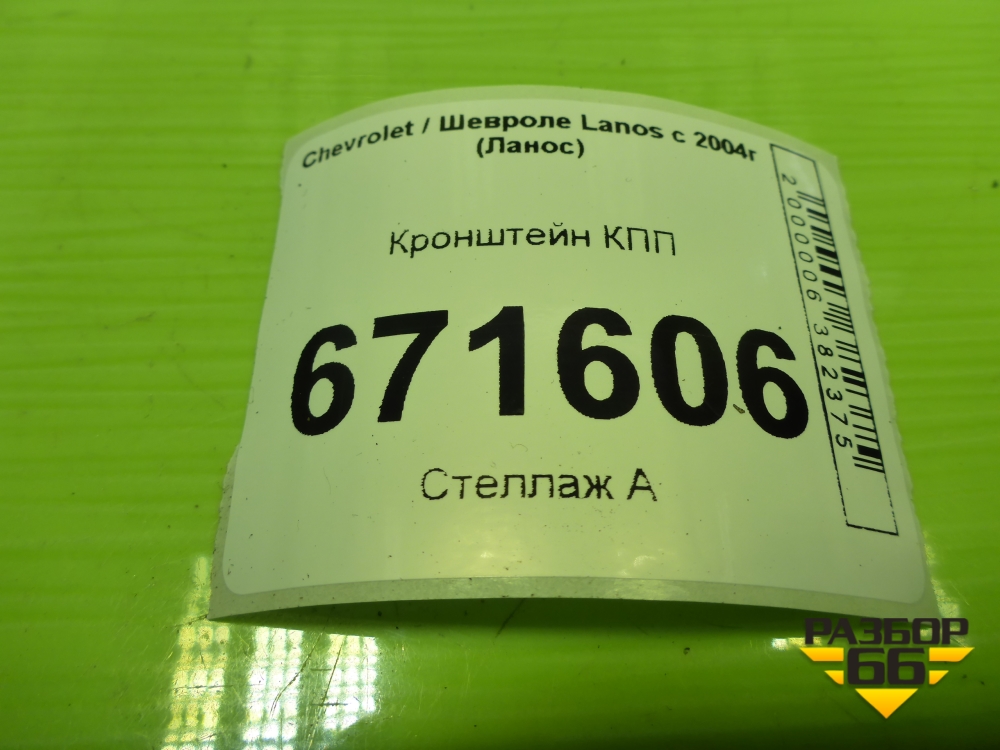 Chevrolet / Шевроле Lanos с 2004г
(Ланос)
Кронштейн КПП
671606
Стеллаж А
2000006382375
РАЗБОР
66